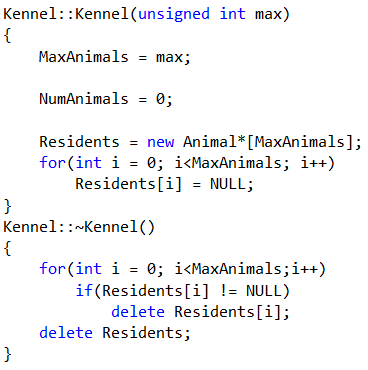 Kennel::Kennel(unsigned int max)
{
    MaxAnimals = max;

    NumAnimals = 0;

    Residents = new Animal*[MaxAnimals];
    for(int i = 0; i<MaxAnimals; i++)
        Residents[i] = NULL;
}
Kennel::~Kennel()
{
    for(int i = 0; i<MaxAnimals;i++)
        if(Residents[i] != NULL)
            delete Residents[i];
    delete Residents;
}